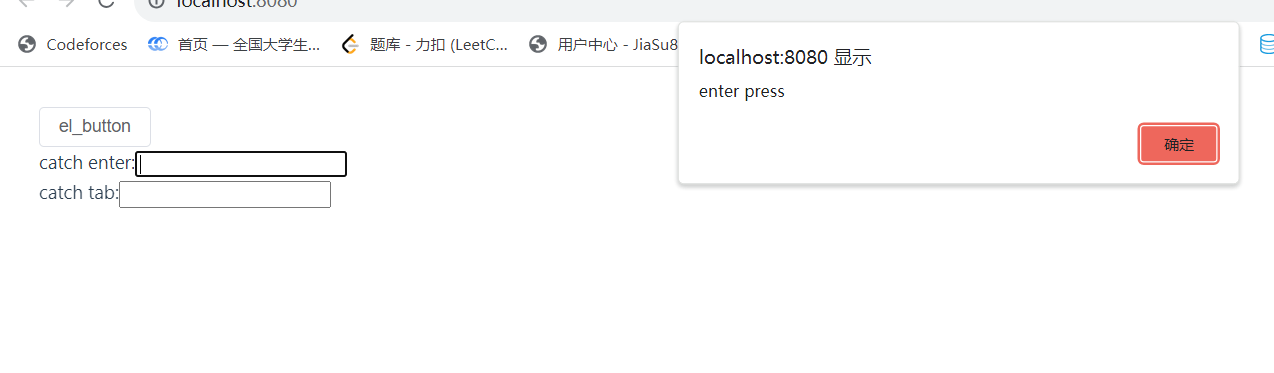 localhost:8080
Codeforces 首页 — 全国大学生... 题库 - 力扣 (LeetC... 用户中心 - JiaSu8
localhost:8080 显示
enter press
确定
el_button
catch enter:
catch tab: